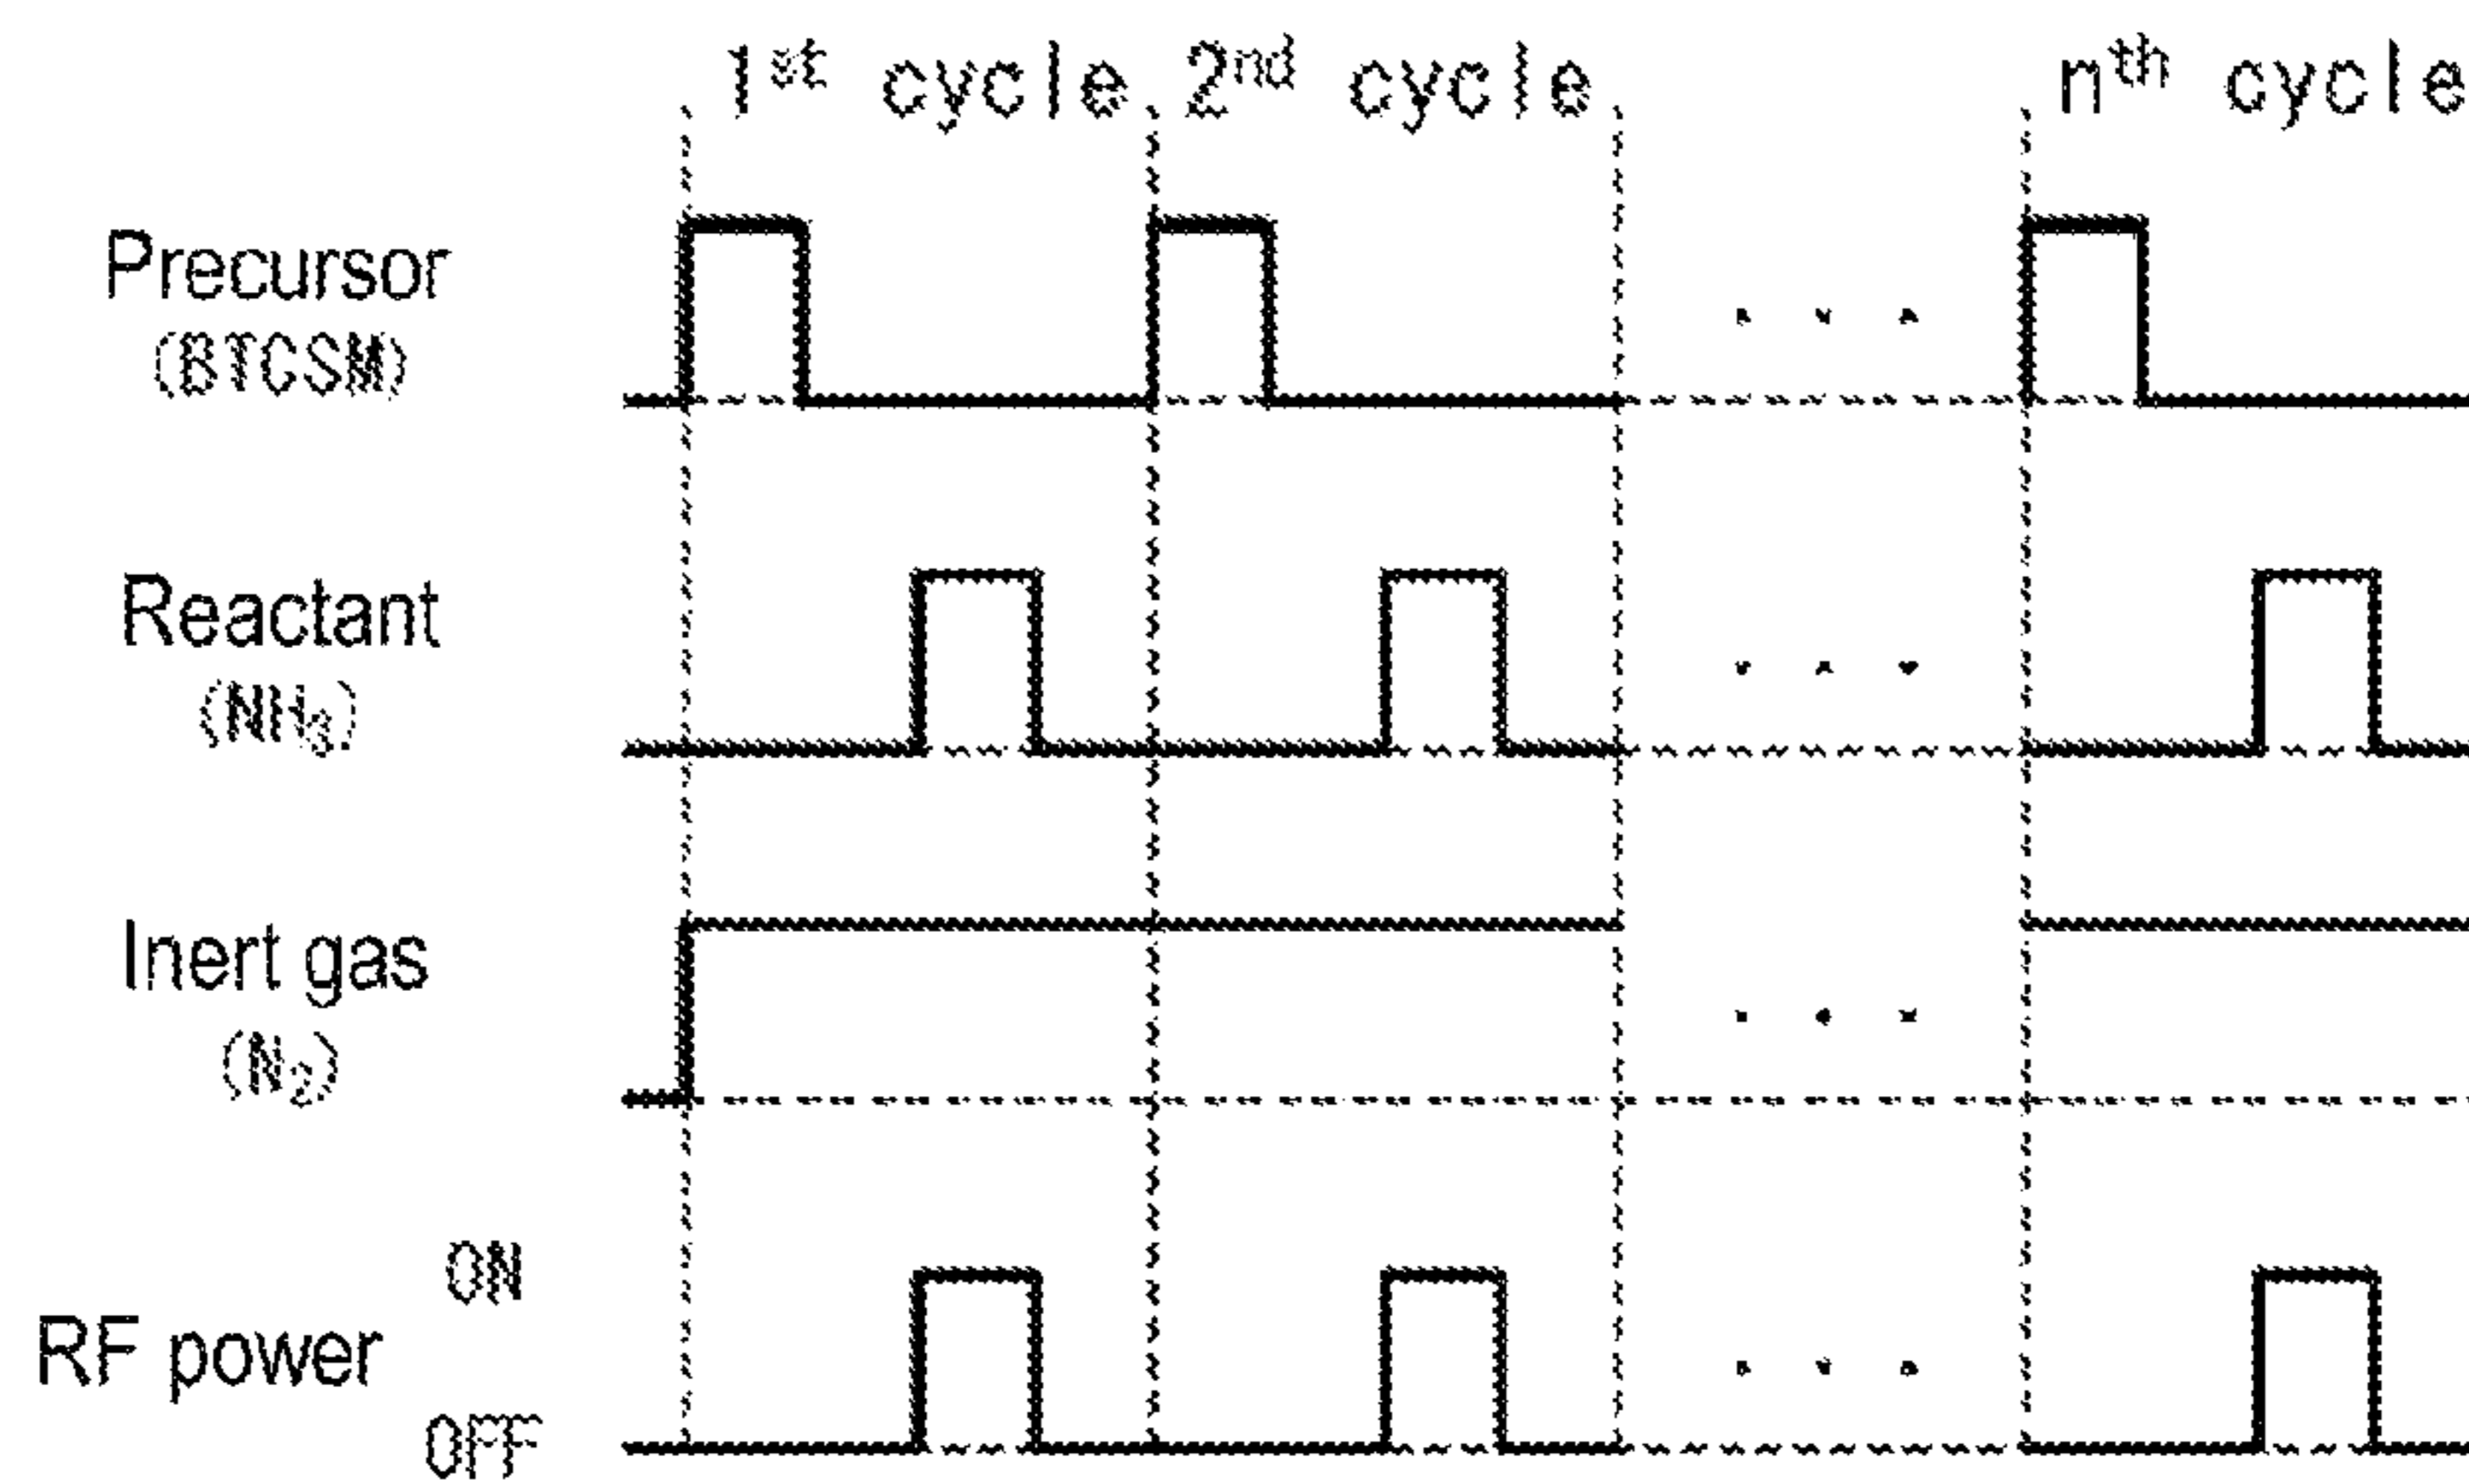 1st cycle 2nd cycle nth cycle
Precursor
(BTCSM)
Reactant
(NH3)
Inert gas
(N2)
ON
RF power
OFF